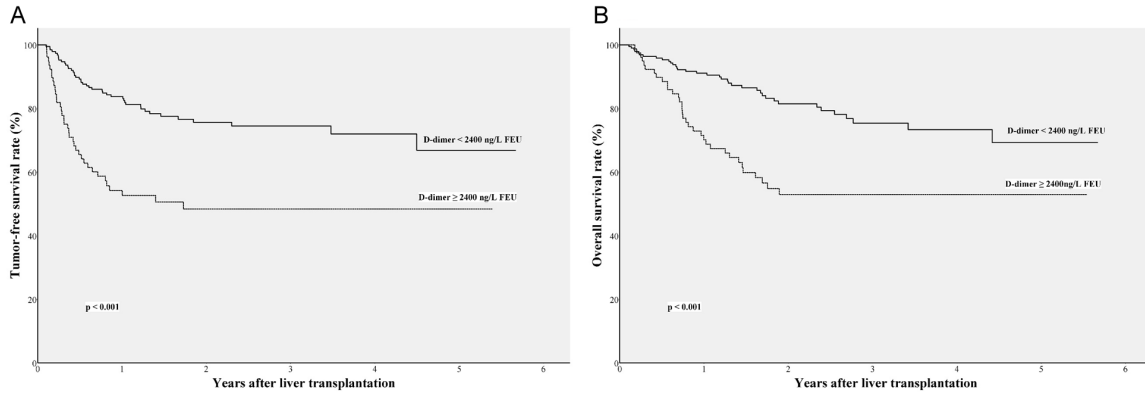 A
Tumor-free survival rate (%)
100
80
60
40
20
0
D-dimer < 2400 ng/L FEU
D-dimer ≥ 2400 ng/L FEU
p < 0.001
0 1 2 3 4 5 6
Years after liver transplantation
B
Overall survival rate (%)
100
80
60
40
20
0
D-dimer < 2400 ng/L FEU
D-dimer ≥ 2400ng/L FEU
p < 0.001
0 1 2 3 4 5 6
Years after liver transplantation